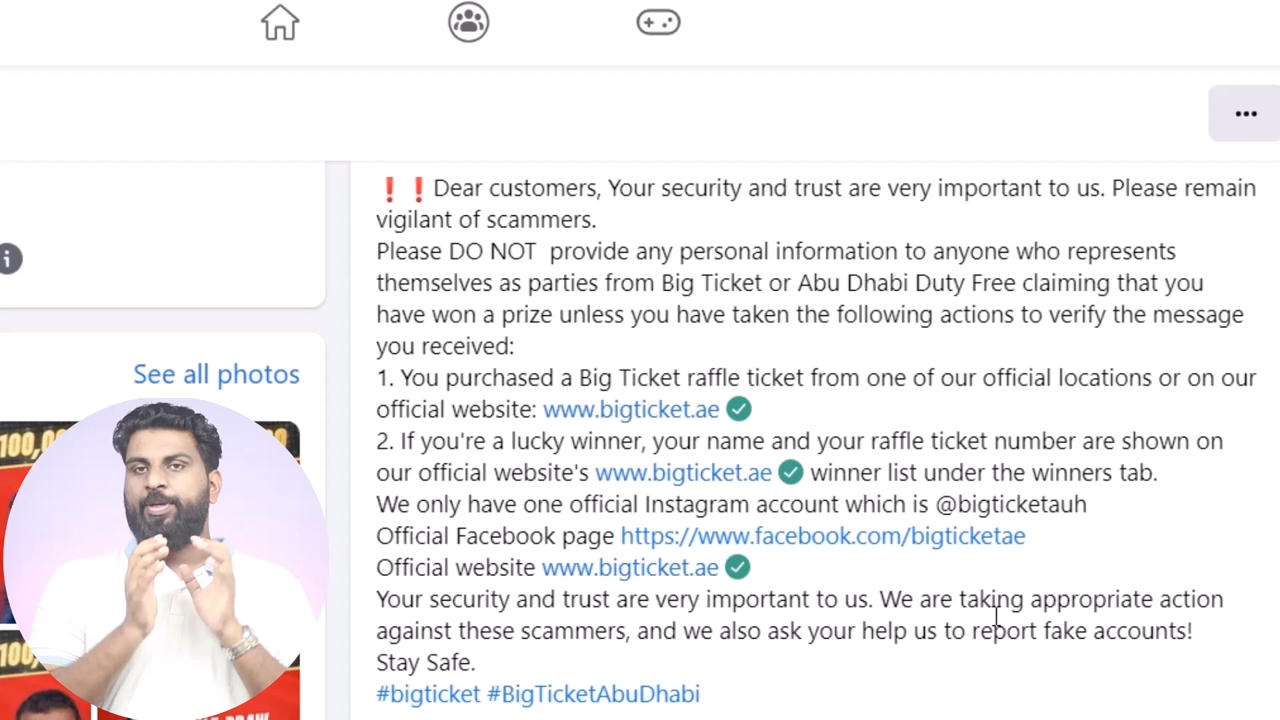 ❗❗Dear customers, Your security and trust are very important to us. Please remain
vigilant of scammers.
Please DO NOT  provide any personal information to anyone who represents
themselves as parties from Big Ticket or Abu Dhabi Duty Free claiming that you
have won a prize unless you have taken the following actions to verify the message
you received:
1. You purchased a Big Ticket raffle ticket from one of our official locations or on our
official website: www.bigticket.ae
2. If you're a lucky winner, your name and your raffle ticket number are shown on
our official website's www.bigticket.ae winner list under the winners tab.
We only have one official Instagram account which is @bigticketauh
Official Facebook page https://www.facebook.com/bigticketae
Official website www.bigticket.ae
Your security and trust are very important to us. We are taking appropriate action
against these scammers, and we also ask your help us to report fake accounts!
Stay Safe.
#bigticket #BigTicketAbuDhabi
See all photos